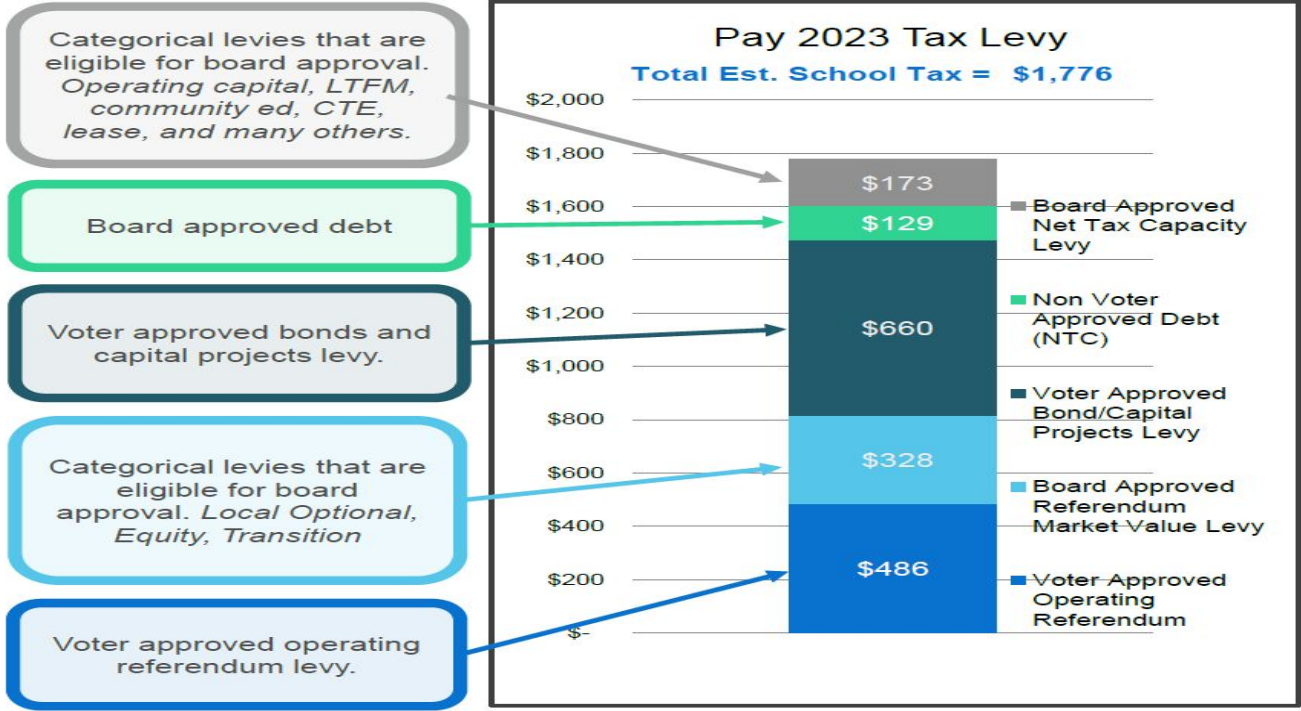 Categorical levies that are
eligible for board approval.
Operating capital, LTFM,
community ed, CTE,
lease, and many others.
Board approved debt
Voter approved bonds and
capital projects levy.
Categorical levies that are
eligible for board
approval. Local Optional,
Equity, Transition
Voter approved operating
referendum levy.
Pay 2023 Tax Levy
Total Est. School Tax = $1,776
$2,000
$1,800
$1,600
$1,400
$1,200
$1,000
$800
$600
$400
$200
$-
$173
$129
$660
$328
$486
Board Approved
Net Tax Capacity
Levy
Non Voter
Approved Debt
(NTC)
Voter Approved
Bond/Capital
Projects Levy
Board Approved
Referendum
Market Value Levy
Voter Approved
Operating
Referendum